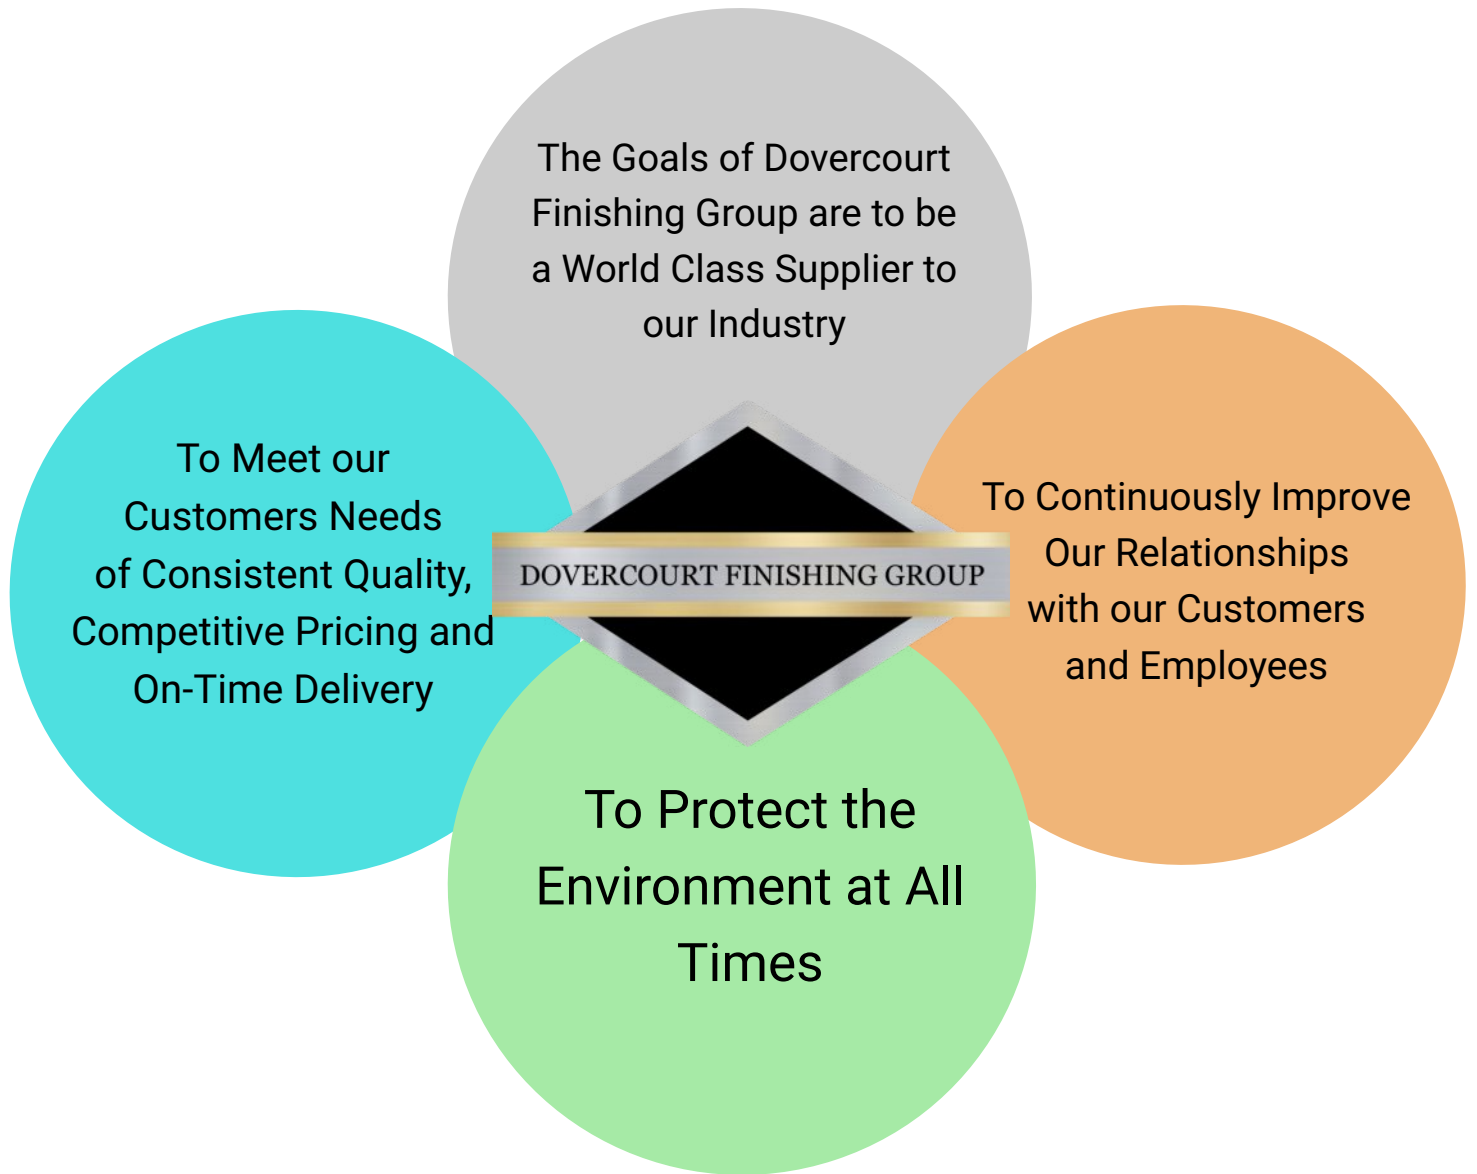 The Goals of Dovercourt
Finishing Group are to be
a World Class Supplier to
our Industry
To Meet our
Customers Needs
of Consistent Quality,
Competitive Pricing and
On-Time Delivery
DOVERCOURT FINISHING GROUP
To Continuously Improve
Our Relationships
with our Customers
and Employees
To Protect the
Environment at All
Times